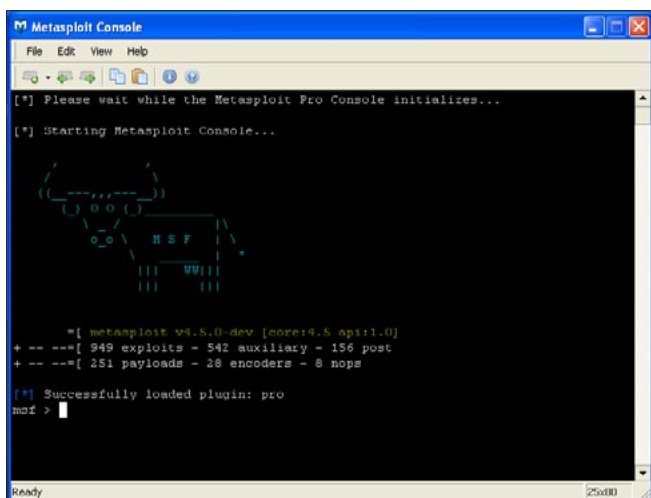 Metasploit Console
File Edit View Help
[*] Please wait while the Metasploit Pro Console initializes...
[*] Starting Metasploit Console...
M S F
=[ metasploit v4.5.0-dev [core:4.5 api:1.0]
+ -- --=[ 949 exploits - 542 auxiliary - 156 post
+ -- --=[ 251 payloads - 28 encoders - 8 nops
[*] Successfully loaded plugin: pro
msf >
Ready 25x80